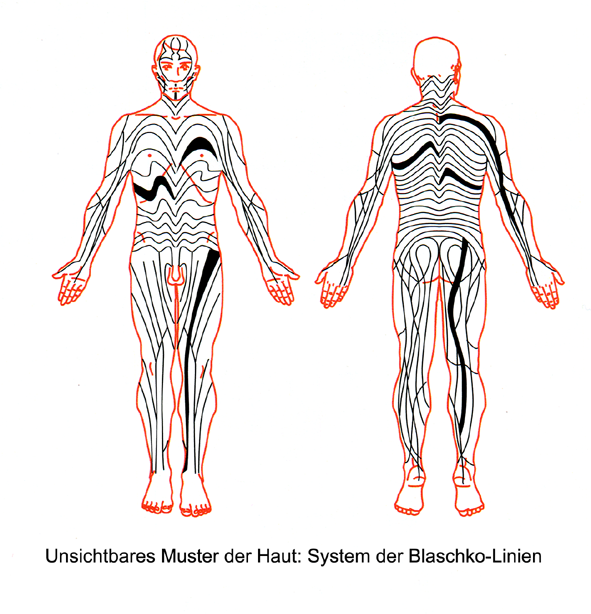 Unsichtbares Muster der Haut: System der Blaschko-Linien